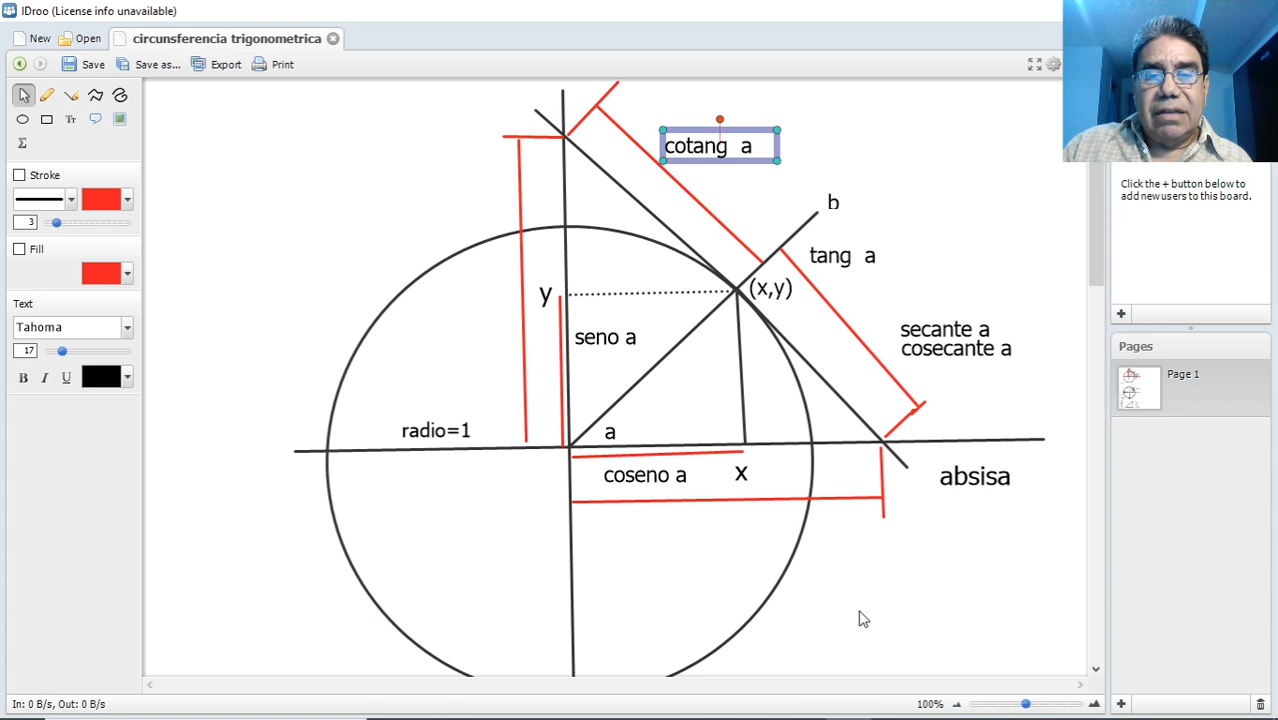 IDroo (License info unavailable)
New
Open
circunsferencia trigonometrica
Save
Save as...
Export
Print
Tr
Σ
Stroke
3
Fill
Text
Tahoma
17
B I U
cotang a
b
tang a
(x,y)
y
seno a
secante a
cosecante a
radio=1
a
coseno a
x
absisa
Click the + button below to
add new users to this board.
Pages
Page 1
In: 0 B/s, Out: 0 B/s
100%